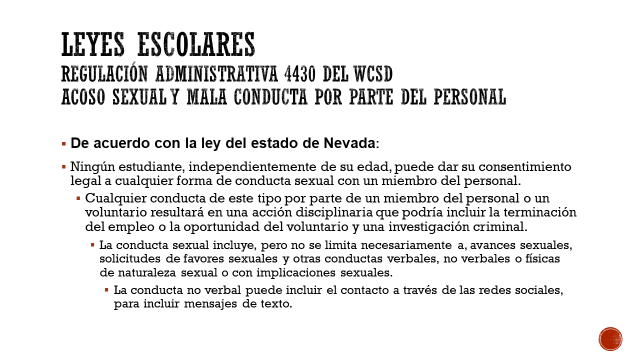 LEYES ESCOLARES
REGULACIÓN ADMINISTRATIVA 4430 DEL WCSD
ACOSO SEXUAL Y MALA CONDUCTA POR PARTE DEL PERSONAL
De acuerdo con la ley del estado de Nevada:
Ningún estudiante, independientemente de su edad, puede dar su consentimiento
legal a cualquier forma de conducta sexual con un miembro del personal.
Cualquier conducta de este tipo por parte de un miembro del personal o un
voluntario resultará en una acción disciplinaria que podría incluir la terminación
del empleo o la oportunidad del voluntario y una investigación criminal.
La conducta sexual incluye, pero no se limita necesariamente a, avances sexuales,
solicitudes de favores sexuales y otras conductas verbales, no verbales o físicas
de naturaleza sexual o con implicaciones sexuales.
La conducta no verbal puede incluir el contacto a través de las redes sociales,
para incluir mensajes de texto.